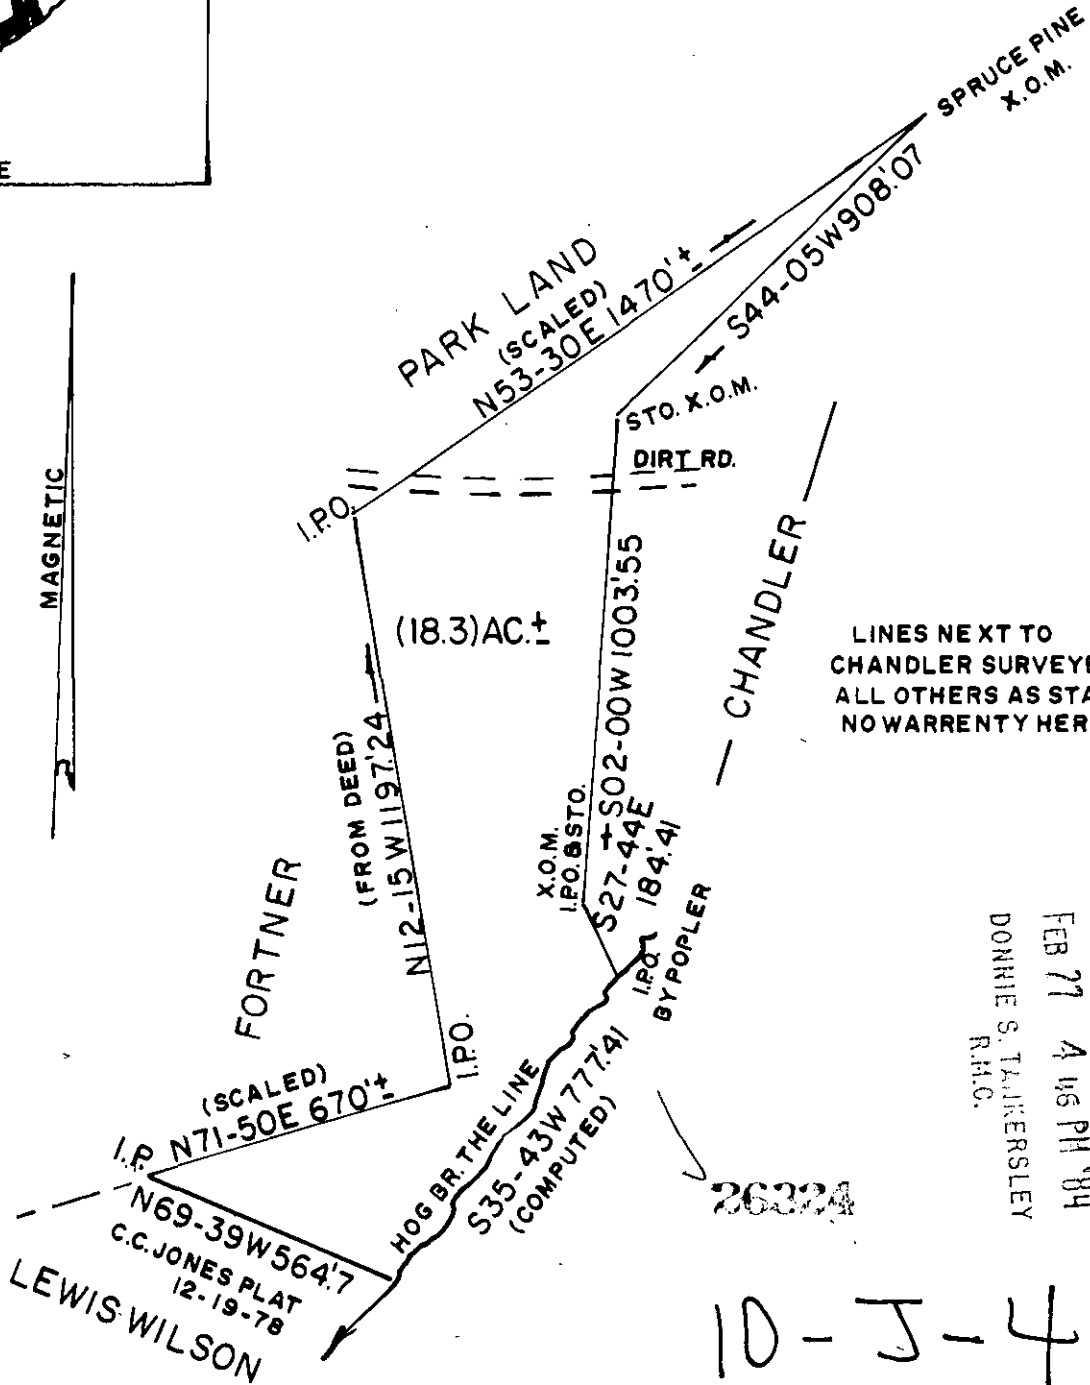 E
SPRUCE PINE
X.O.M.
PARK LAND
(SCALED)
N53-30E 1470'±
S44-05W 908.'07
STO. X.O.M.
DIRT RD.
MAGNETIC
I.P.O.
(18.3)AC.±
CHANDLER
LINES NEXT TO
CHANDLER SURVEYE
ALL OTHERS AS STA
NO WARRENTY HER
(FROM DEED)
N12-15W 1197.'24
S02-00W 1003.'55
X.O.M.
I.P.O. & STO.
S27-44E
184.'41
I.P.O.
BY POPLER
FORTNER
I.P.O.
(SCALED)
N71-50E 670'±
I.P.
HOG BR. THE LINE
S35-43W 777.'41
(COMPUTED)
N69-39W 564.'7
C.C. JONES PLAT
12-19-78
LEWIS WILSON
FEB 27 4 46 PM '84
DONNIE S. TANKERSLEY
R.M.C.
26324
10-J-4